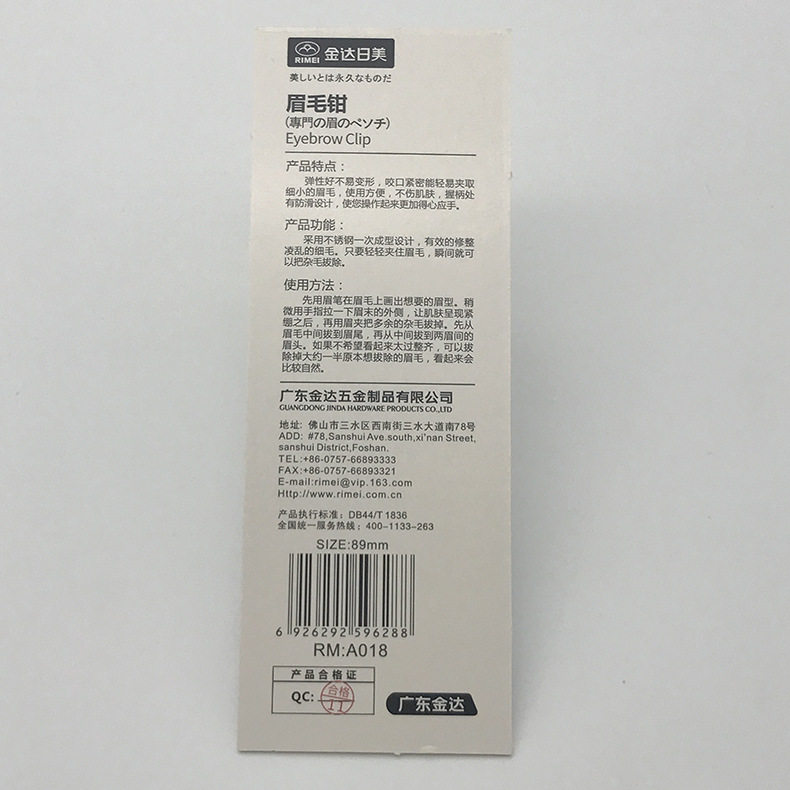 RIMEI 金达日美
美しいとは永久なものだ
眉毛钳
(専門の眉のペソチ)
Eyebrow Clip
产品特点：
弹性好不易变形，咬口紧密能轻易夹取
细小的眉毛，使用方便，不伤肌肤，握柄处
有防滑设计，使您操作起来更加得心应手。
产品功能：
采用不锈钢一次成型设计，有效的修整
凌乱的细毛。只要轻轻夹住眉毛，瞬间就可
以把杂毛拔除。
使用方法：
先用眉笔在眉毛上画出想要的眉型。稍
微用手指拉一下眉末的外侧，让肌肤呈现紧
绷之后，再用眉夹把多余的杂毛拔掉。先从
眉毛中间拔到眉尾，再从中间拔到两眉间的
眉头。如果不希望看起来太过整齐，可以拔
除掉大约一半原本想拔除的眉毛，看起来会
比较自然。
广东金达五金制品有限公司
GUANGDONG JINDA HARDWARE PRODUCTS CO.,LTD
地址: 佛山市三水区西南街三水大道南78号
ADD: #78,Sanshui Ave.south,xi'nan Street,
sanshui District,Foshan.
TEL:+86-0757-66893333
FAX:+86-0757-66893321
E-mail:rimei@vip.163.com
Http://www.rimei.com.cn
产品执行标准: DB44/T 1836
全国统一服务热线: 400-1133-263
SIZE:89mm
6 926292 596288
RM:A018
产品合格证
QC: 合格 11
广东金达